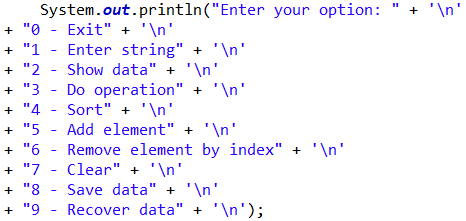 System.out.println("Enter your option: " + '\n'
+ "0 - Exit" + '\n'
+ "1 - Enter string" + '\n'
+ "2 - Show data" + '\n'
+ "3 - Do operation" + '\n'
+ "4 - Sort" + '\n'
+ "5 - Add element" + '\n'
+ "6 - Remove element by index" + '\n'
+ "7 - Clear" + '\n'
+ "8 - Save data" + '\n'
+ "9 - Recover data" + '\n');